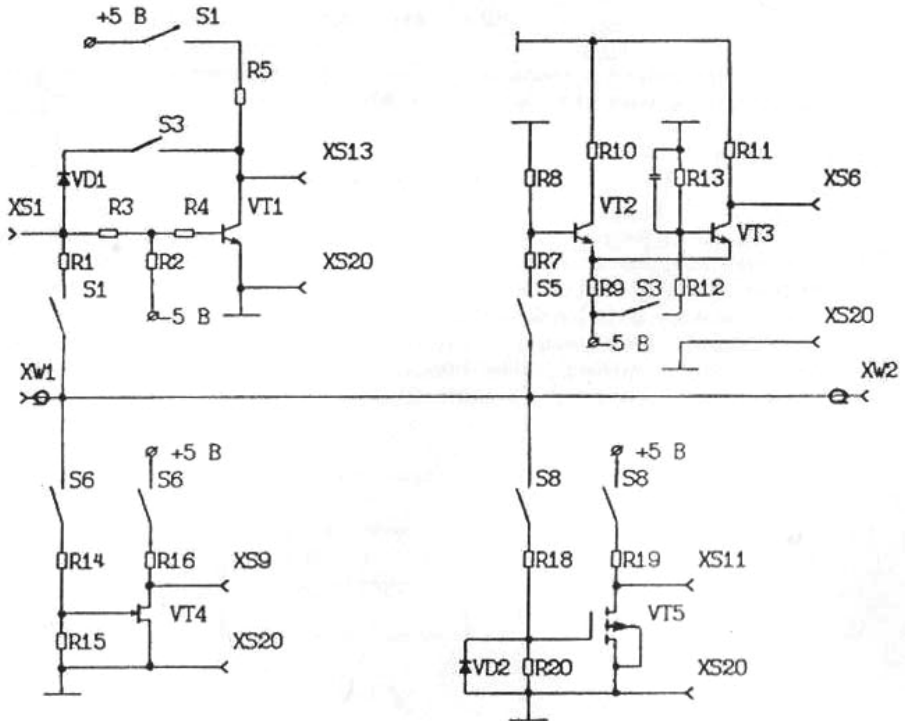 +5 В S1
R5
S3
XS13
VD1
XS1 R3 R4 VT1
R1 R2
XS20
S1
-5 В
XW1
R8 R10 R13 R11
XS6
VT2 VT3
R7
S5 R9 S3 R12
XS20
-5 В
XW2
+5 В
S6 S6
R14 R16 XS9
VT4
R15 XS20
+5 В
S8 S8
R18 R19 XS11
VT5
VD2 R20 XS20